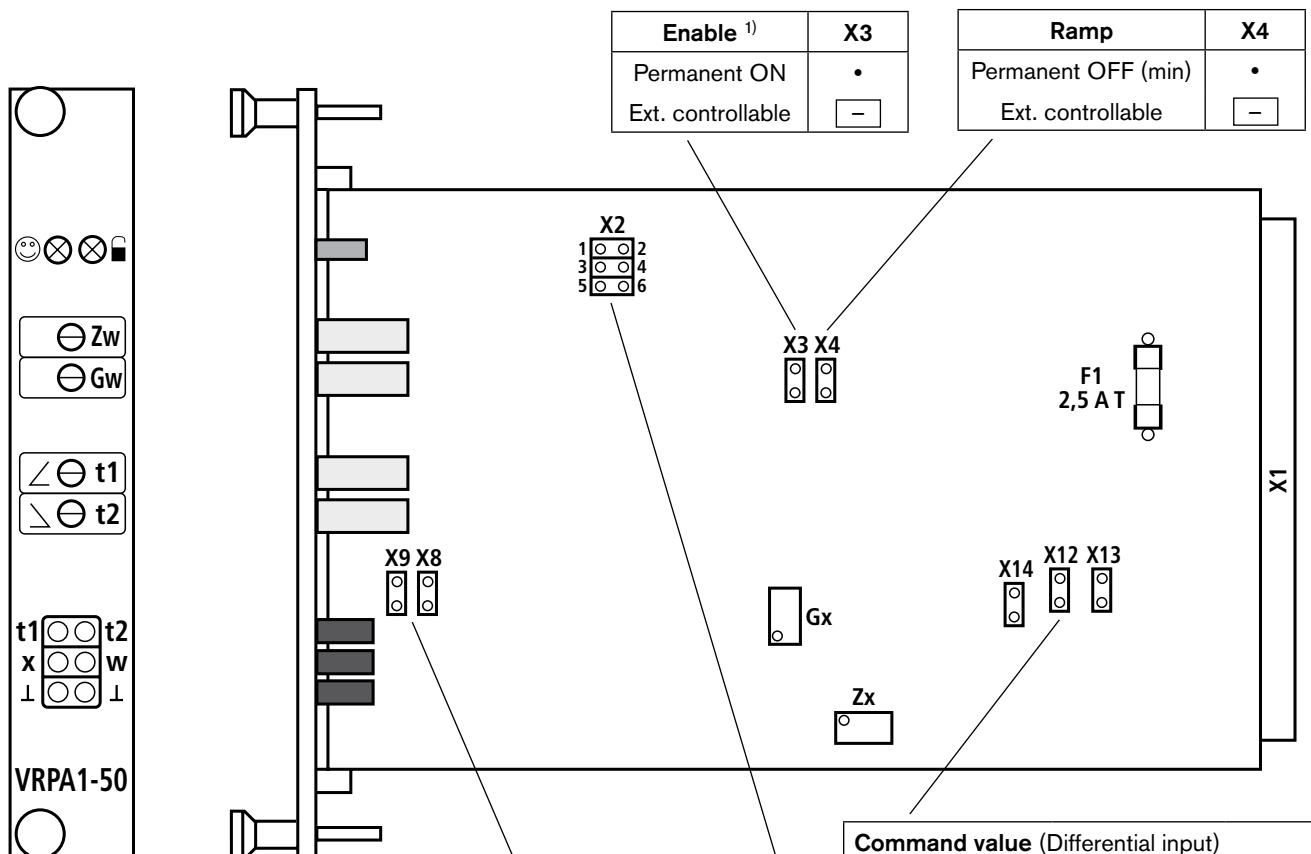 Enable 1) X3
Permanent ON •
Ext. controllable –
Ramp X4
Permanent OFF (min) •
Ext. controllable –
Zw
Gw
t1
t2
t1 t2
x w
⊥ ⊥
VRPA1-50
X2
1 2
3 4
5 6
X3 X4
F1
2,5 A T
X1
X9 X8
X14 X12 X13
Gx
Zx
Command value (Differential input)